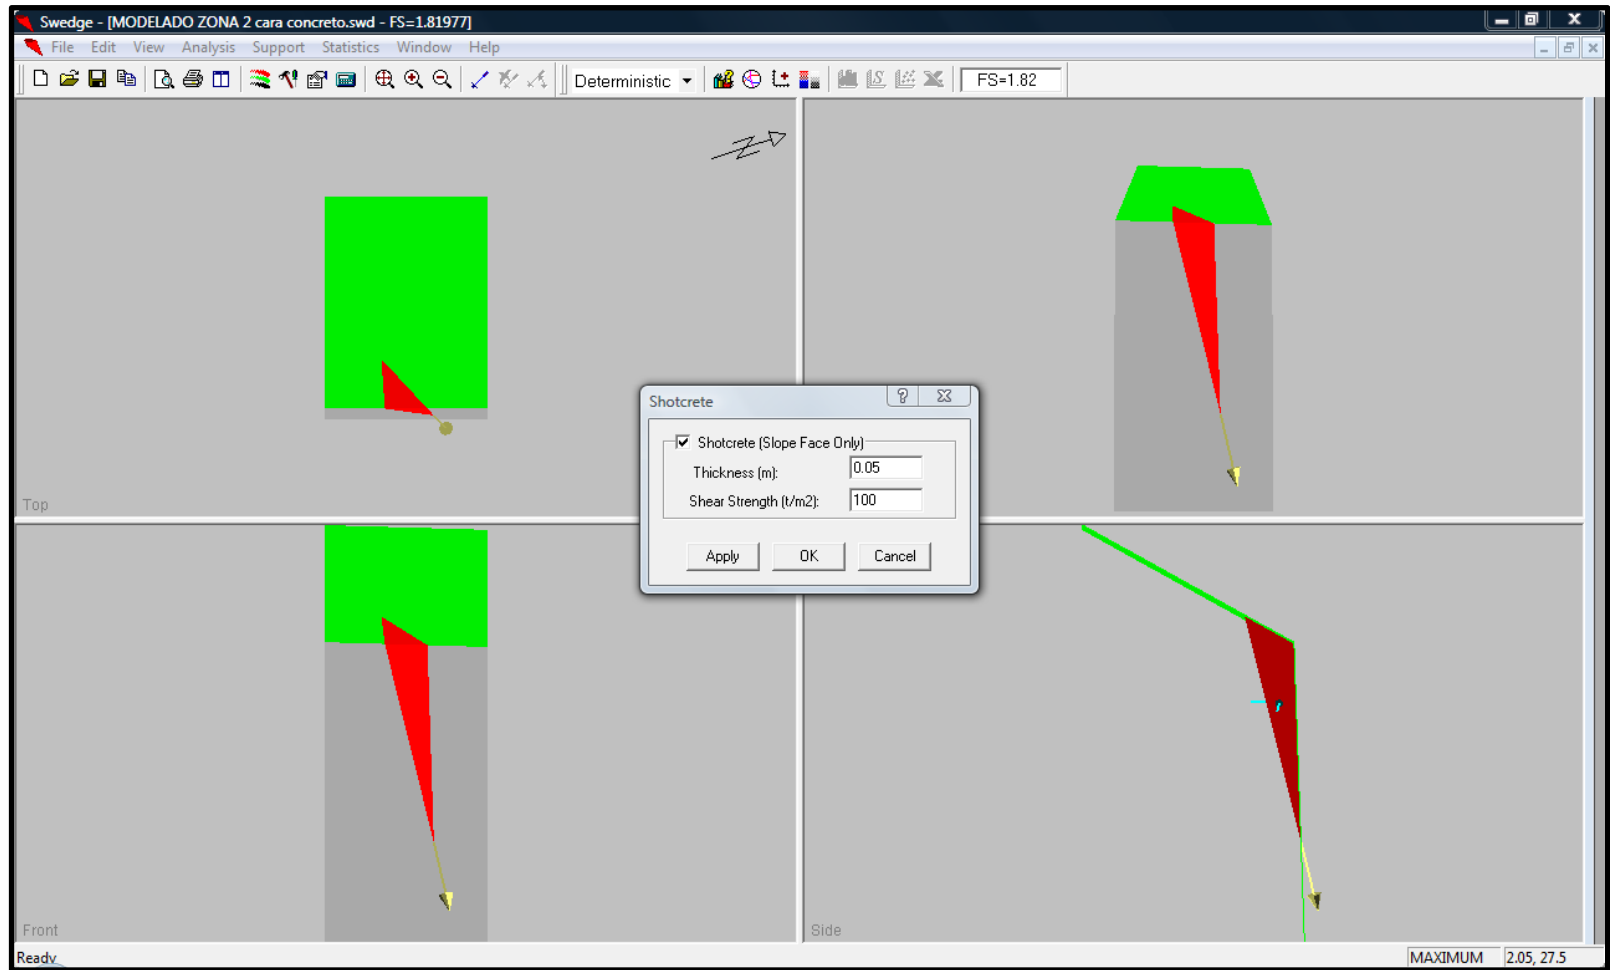 Swedge - [MODELADO ZONA 2 cara concreto.swd - FS=1.81977]
File Edit View Analysis Support Statistics Window Help
Deterministic FS=1.82
Top
Shotcrete
Shotcrete (Slope Face Only)
Thickness (m): 0.05
Shear Strength (t/m2): 100
Apply OK Cancel
Front
Side
Ready MAXIMUM 2.05, 27.5